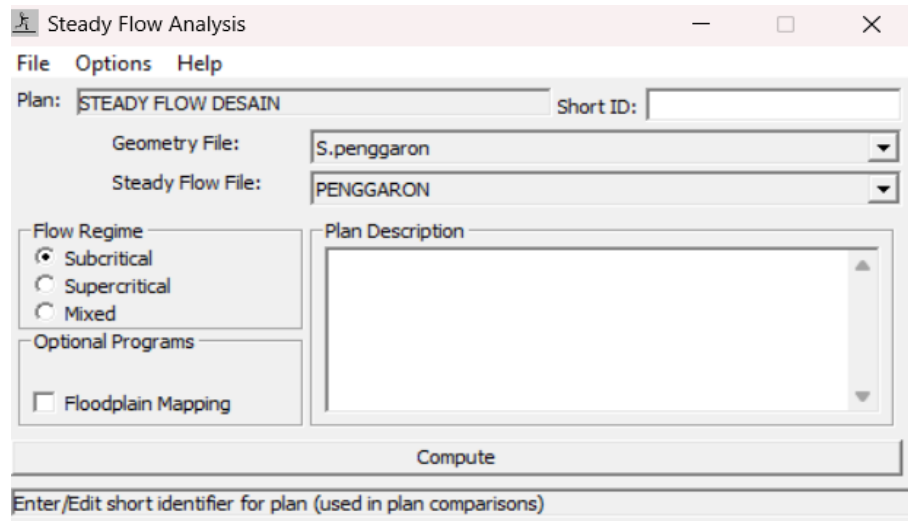 Steady Flow Analysis
File Options Help
Plan: STEADY FLOW DESAIN Short ID:
Geometry File: S.penggaron
Steady Flow File: PENGGARON
Flow Regime
Subcritical
Supercritical
Mixed
Optional Programs
Floodplain Mapping
Plan Description
Compute
Enter/Edit short identifier for plan (used in plan comparisons)